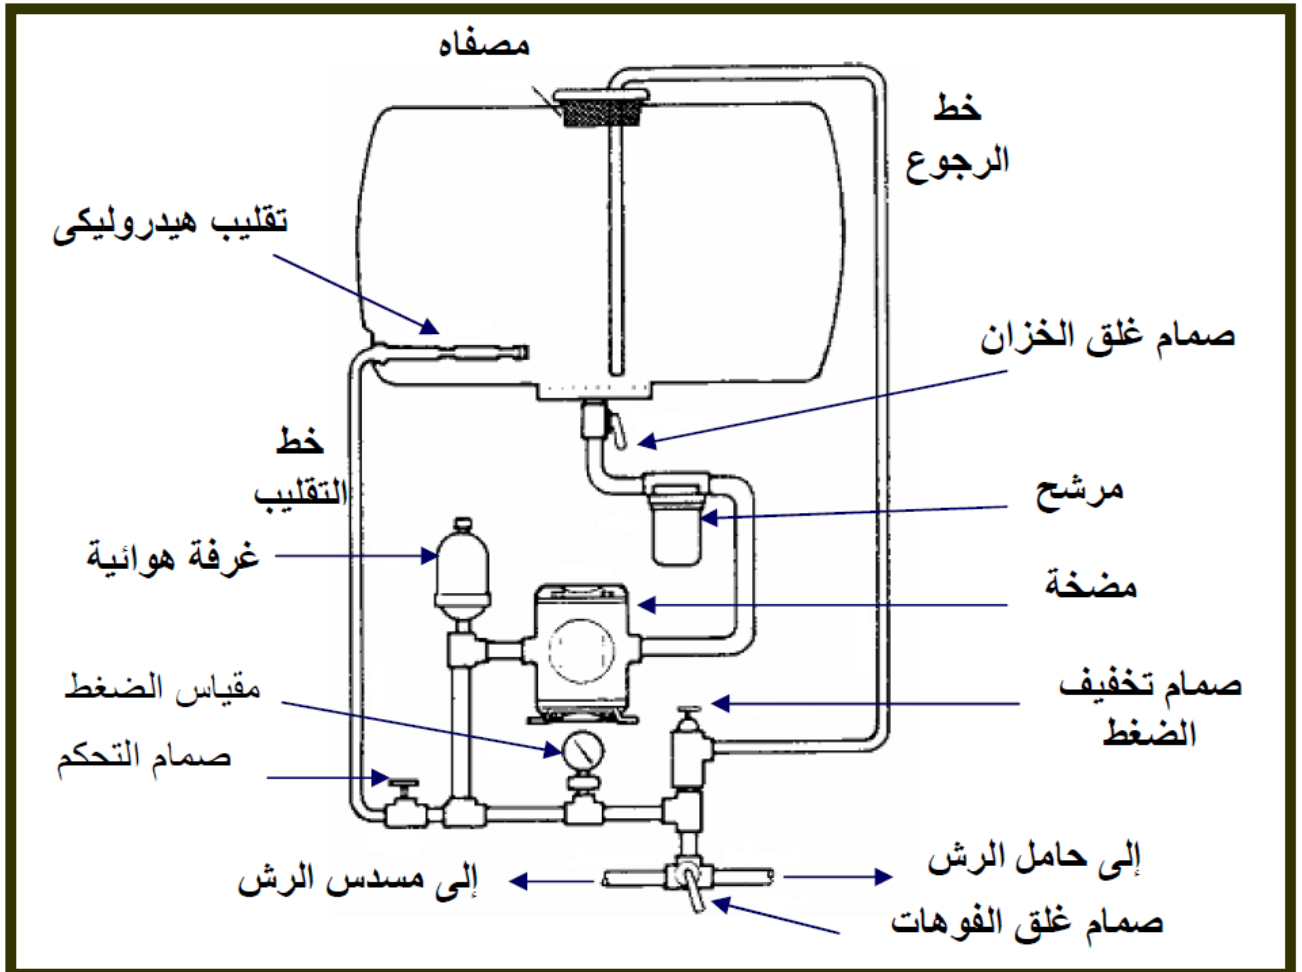 مصفاه
خط
الرجوع
تقليب هيدروليكى
صمام غلق الخزان
خط
التقليب
مرشح
غرفة هوائية
مضخة
مقياس الضغط
صمام تخفيف
الضغط
صمام التحكم
إلى حامل الرش
إلى مسدس الرش
صمام غلق الفوهات